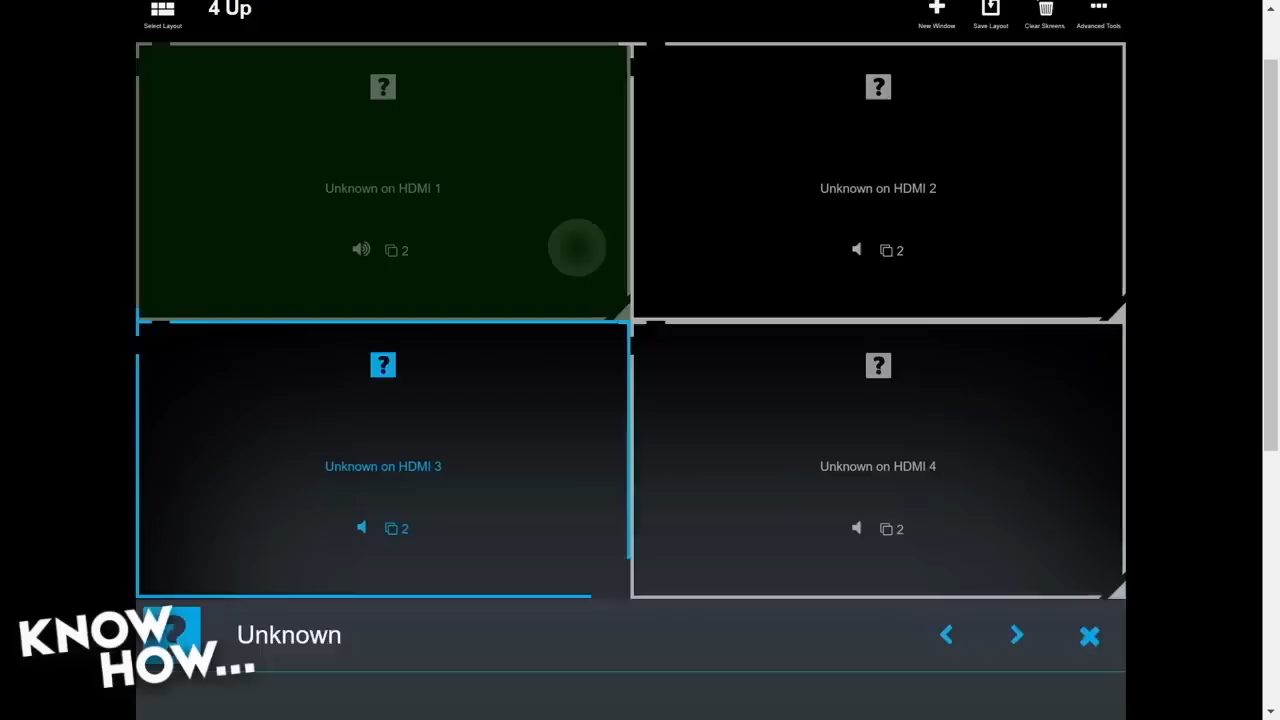 4 Up
Select Layout
New Window
Save Layout
Clear Skreens
Advanced Tools
?
?
Unknown on HDMI 1
Unknown on HDMI 2
2
2
?
?
Unknown on HDMI 3
Unknown on HDMI 4
2
2
?
Unknown
KNOW
HOW...